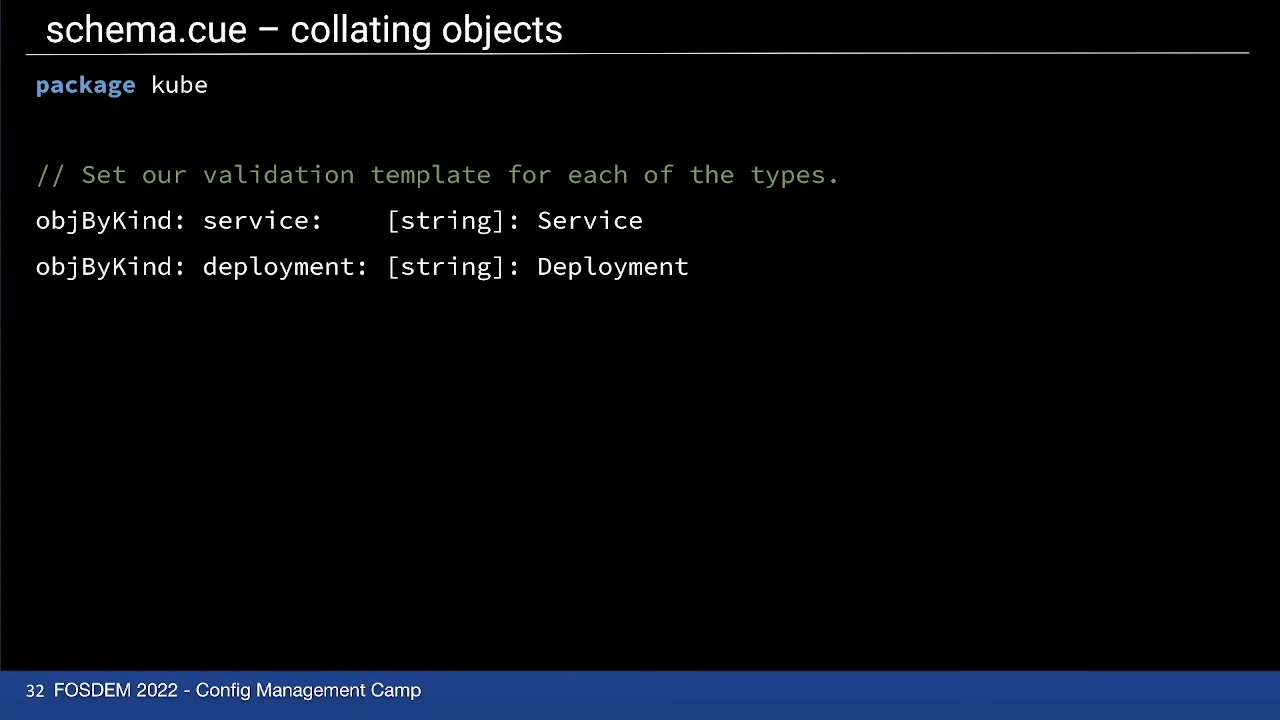 schema.cue – collating objects
package kube
// Set our validation template for each of the types.
objByKind: service:    [string]: Service
objByKind: deployment: [string]: Deployment
32 FOSDEM 2022 - Config Management Camp